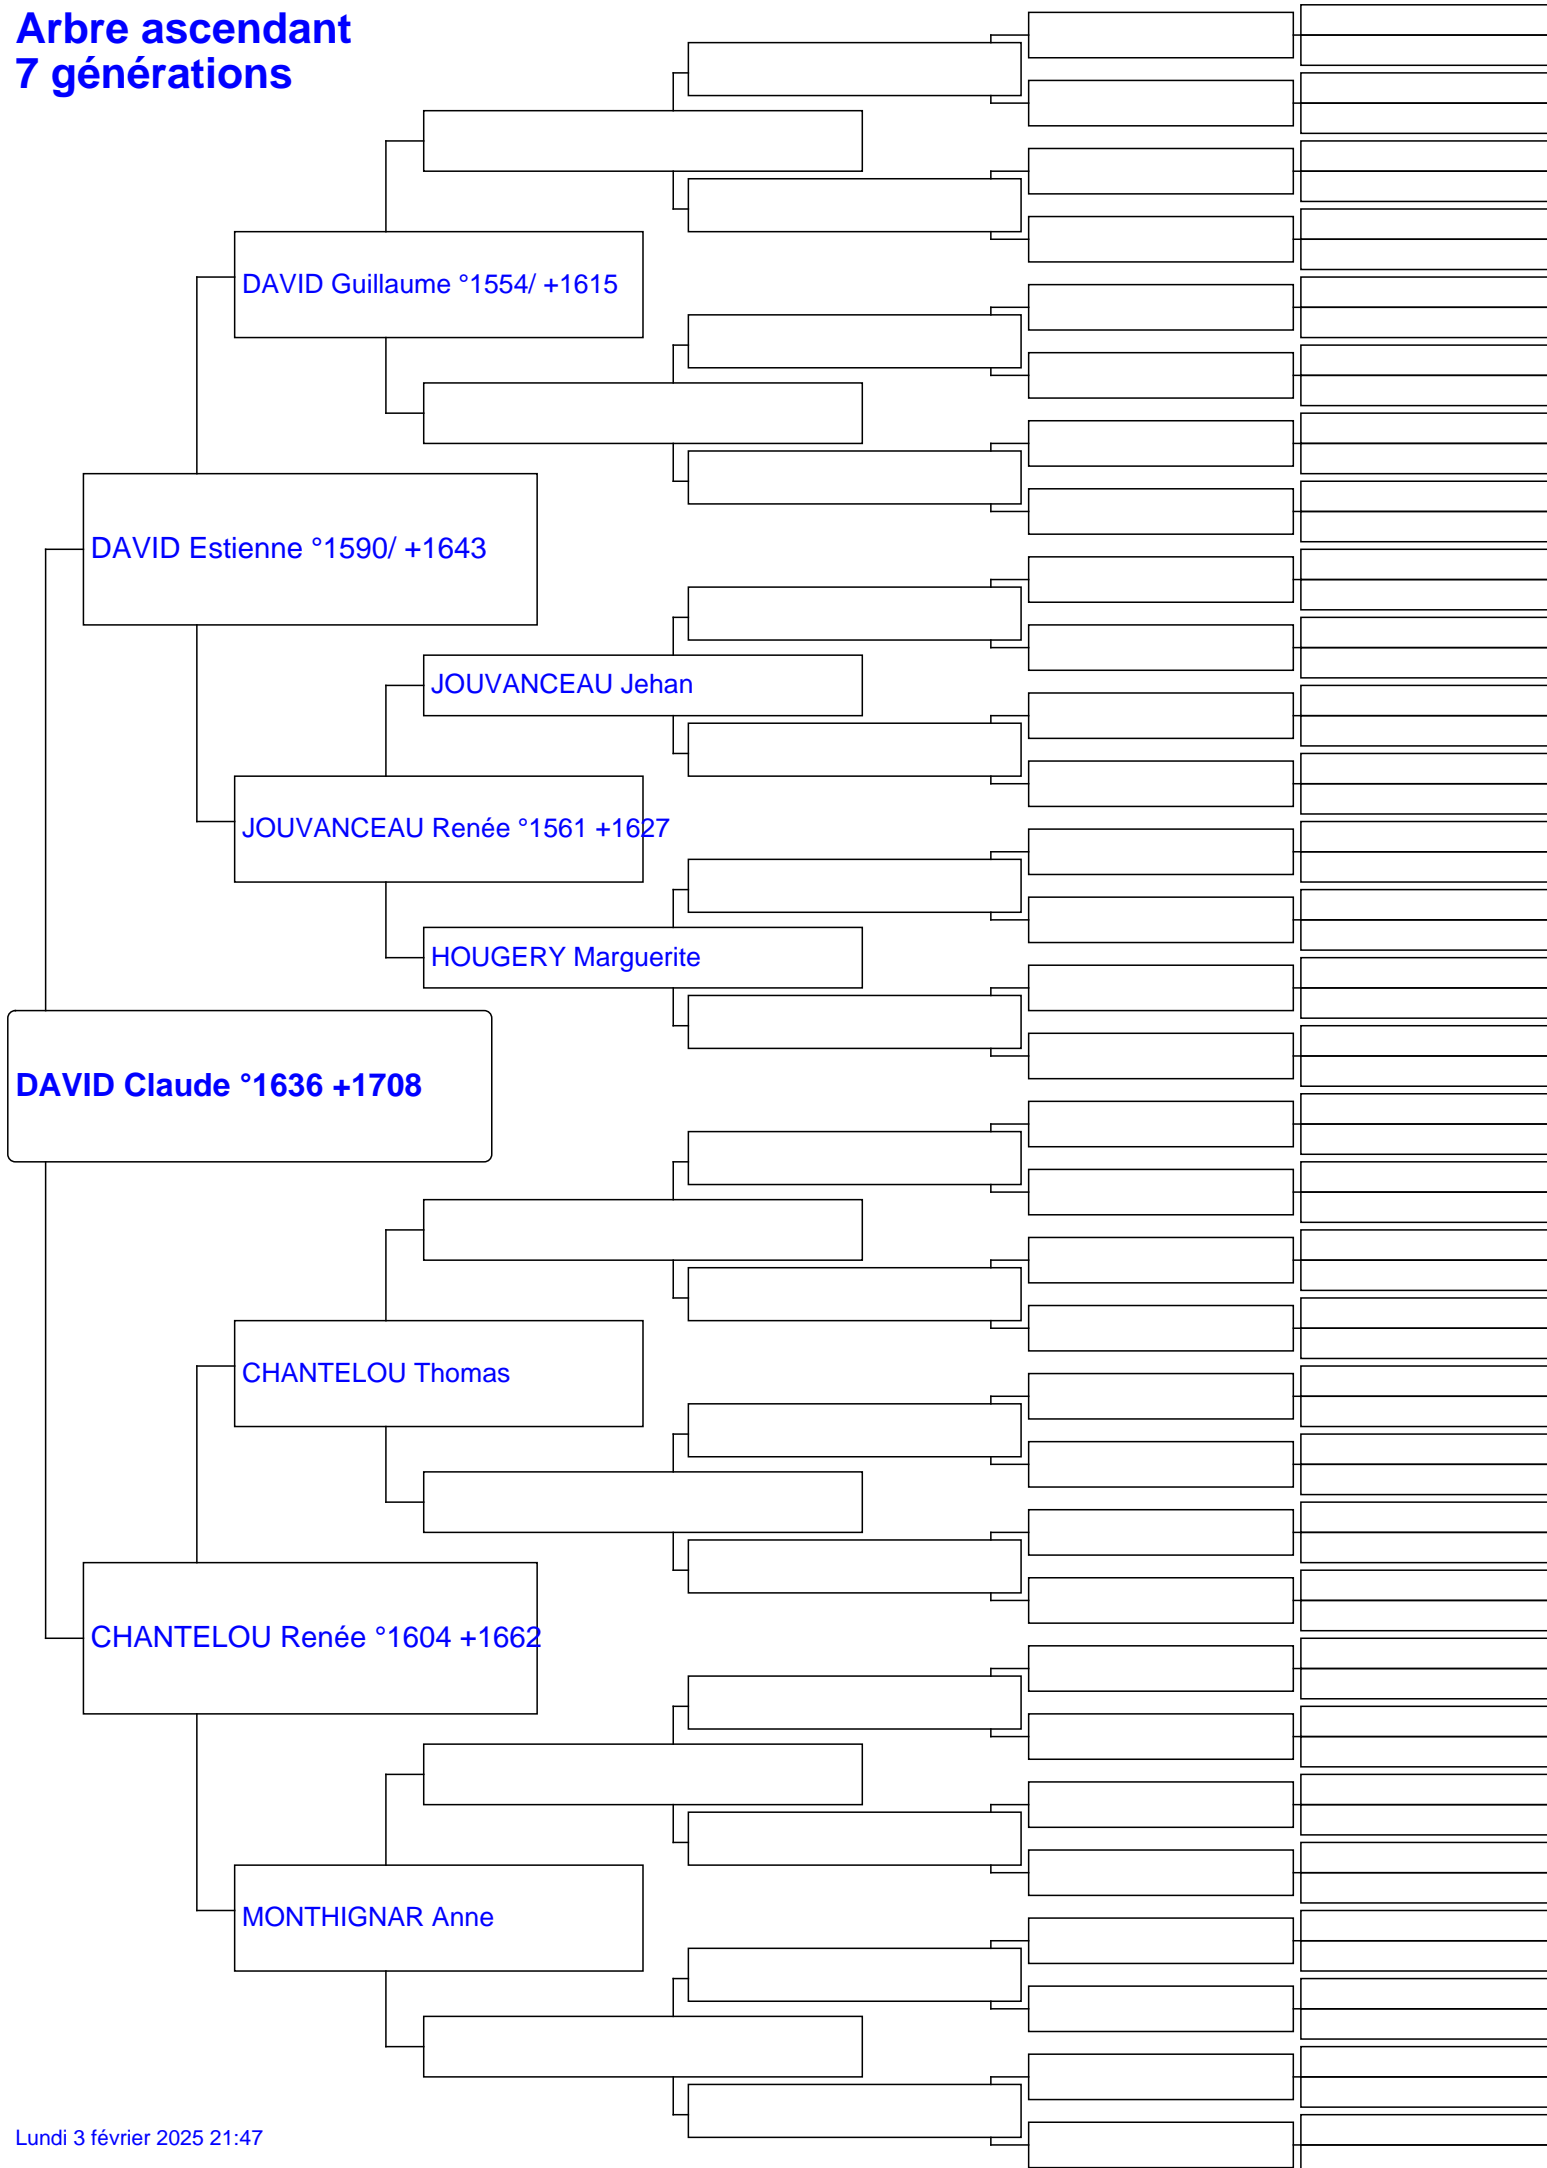 Arbre ascendant
7 générations
DAVID Guillaume °1554/ +1615
DAVID Estienne °1590/ +1643
JOUVANCEAU Jehan
JOUVANCEAU Renée °1561 +1627
HOUGERY Marguerite
DAVID Claude °1636 +1708
CHANTELOU Thomas
CHANTELOU Renée °1604 +1662
MONTHIGNAR Anne
Lundi 3 février 2025 21:47